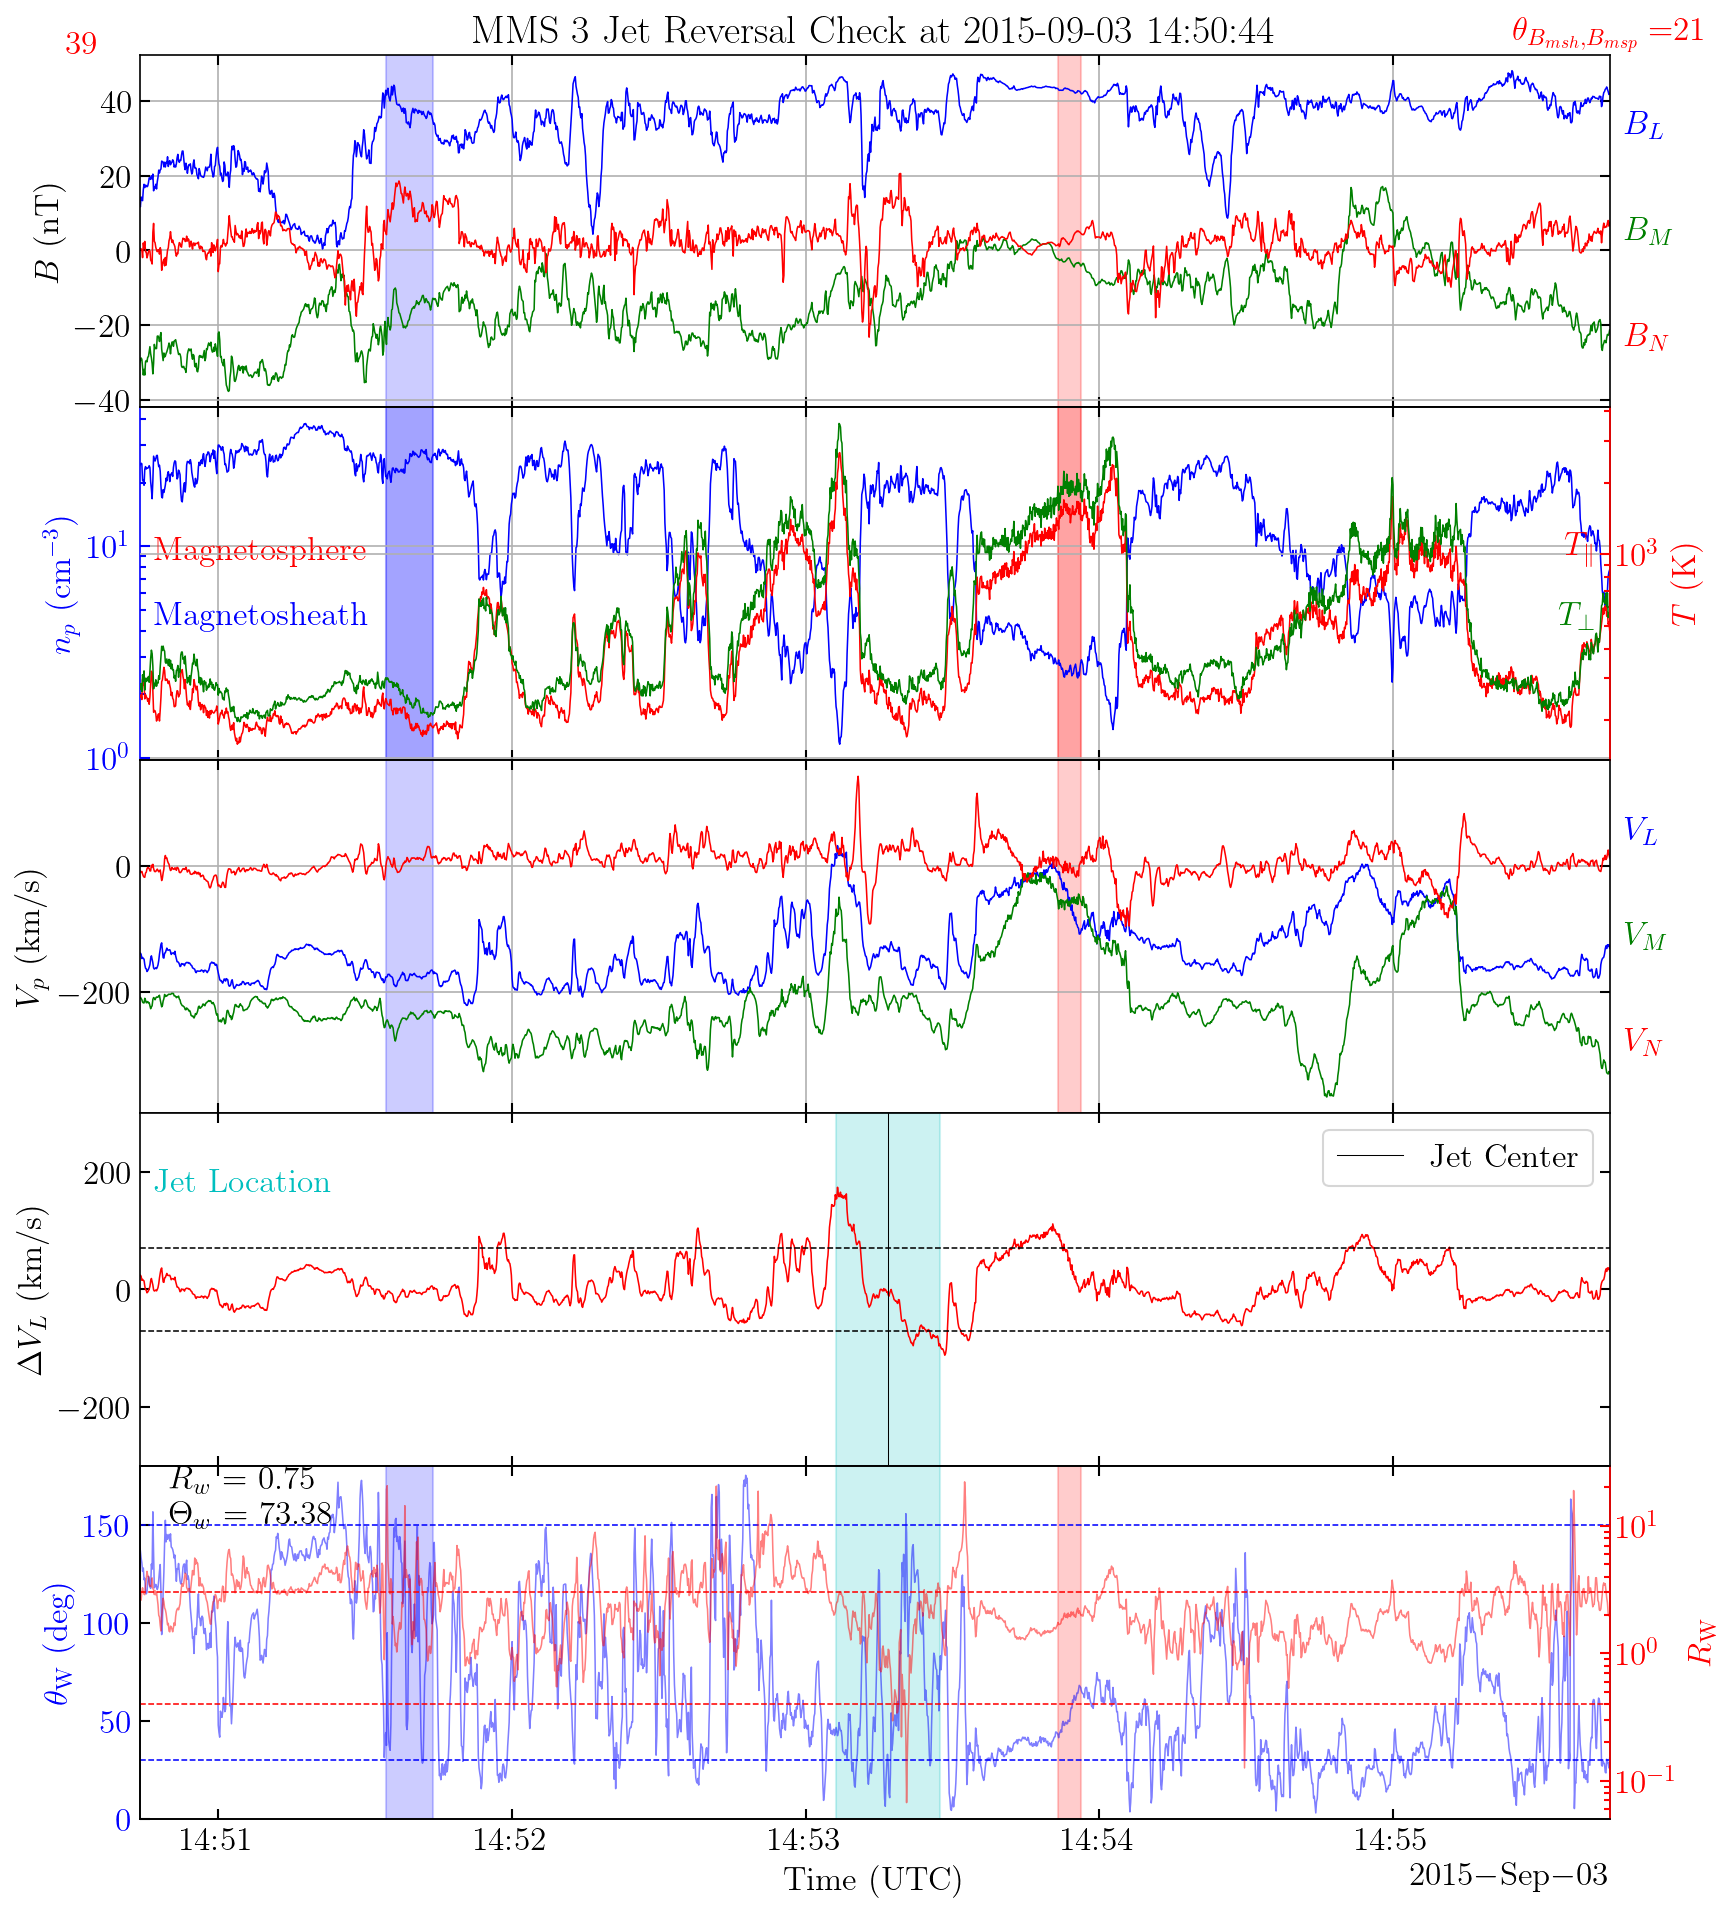 39
MMS 3 Jet Reversal Check at 2015-09-03 14:50:44
θ_{B_{msh},B_{msp}} =21
40
20
0
−20
−40
B (nT)
B_L
B_M
B_N
10^1
10^0
n_p (cm^{−3})
Magnetosphere
Magnetosheath
T_∥
T_⊥
10^3
T (K)
0
−200
V_p (km/s)
V_L
V_M
V_N
200
0
−200
ΔV_L (km/s)
Jet Location
Jet Center
R_w = 0.75
Θ_w = 73.38
150
100
50
0
θ_W (deg)
10^1
10^0
10^{−1}
R_W
14:51
14:52
14:53
14:54
14:55
Time (UTC)
2015−Sep−03